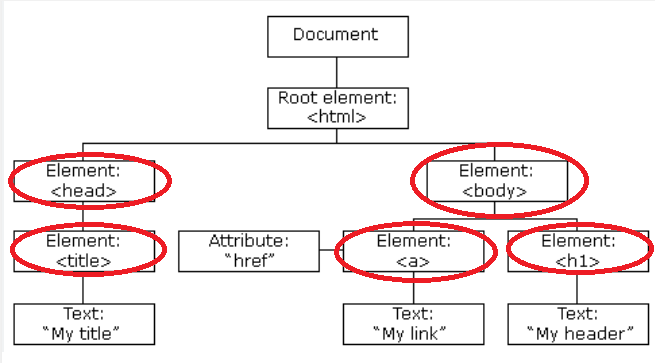 Document
Root element:
<html>
Element:
<head>
Element:
<body>
Element:
<title>
Attribute:
“href”
Element:
<a>
Element:
<h1>
Text:
“My title”
Text:
“My link”
Text:
“My header”